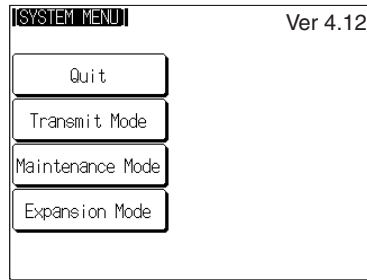 SYSTEM MENU
Ver 4.12
Quit
Transmit Mode
Maintenance Mode
Expansion Mode